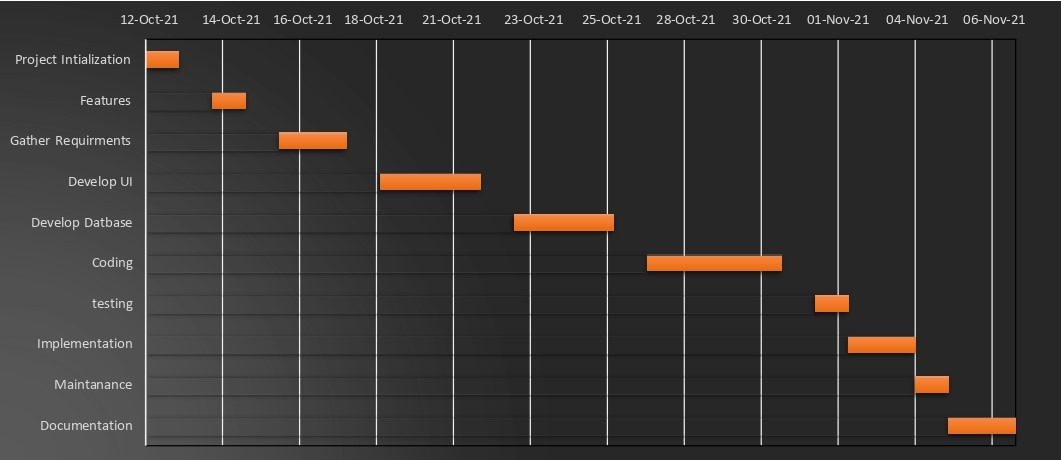 12-Oct-21 14-Oct-21 16-Oct-21 18-Oct-21 21-Oct-21 23-Oct-21 25-Oct-21 28-Oct-21 30-Oct-21 01-Nov-21 04-Nov-21 06-Nov-21
Project Intialization
Features
Gather Requirments
Develop UI
Develop Datbase
Coding
testing
Implementation
Maintanance
Documentation